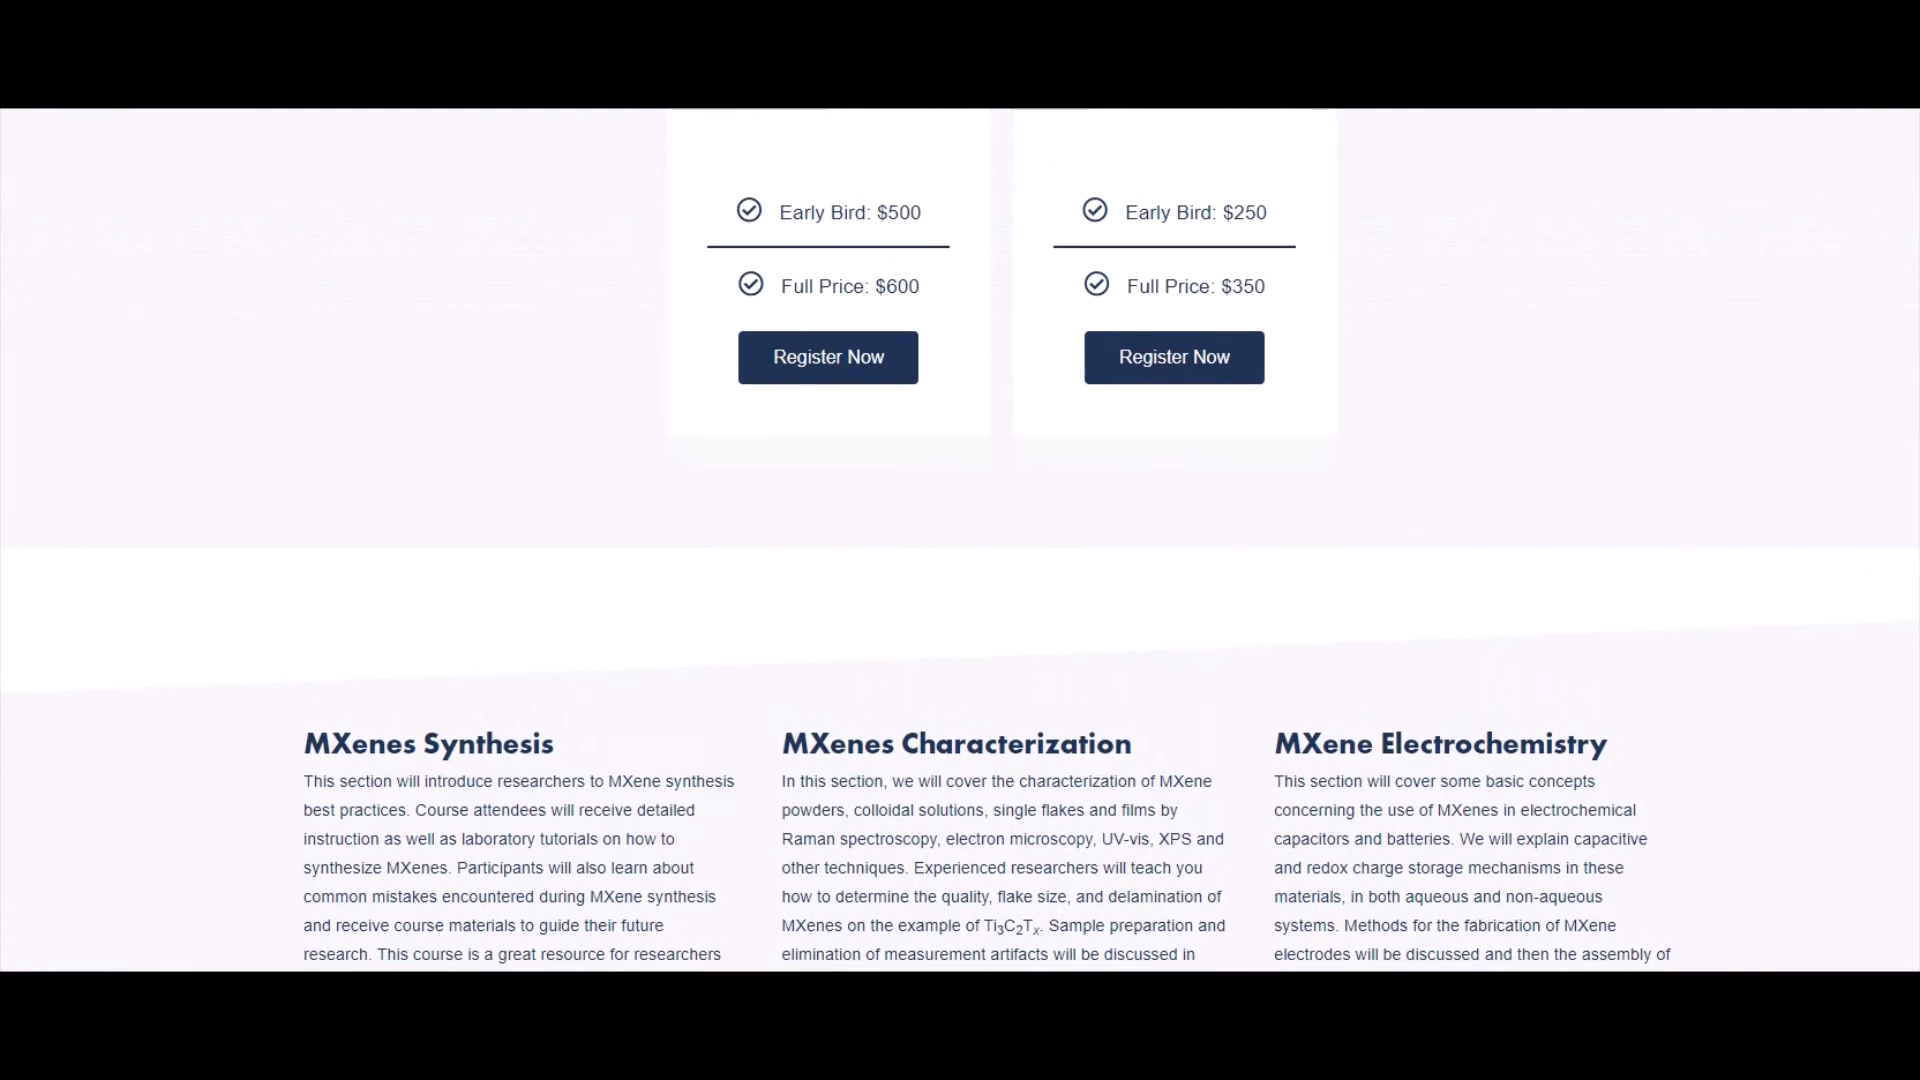 Early Bird: $500
Full Price: $600
Register Now
Early Bird: $250
Full Price: $350
Register Now
MXenes Synthesis
This section will introduce researchers to MXene synthesis
best practices. Course attendees will receive detailed
instruction as well as laboratory tutorials on how to
synthesize MXenes. Participants will also learn about
common mistakes encountered during MXene synthesis
and receive course materials to guide their future
research. This course is a great resource for researchers
MXenes Characterization
In this section, we will cover the characterization of MXene
powders, colloidal solutions, single flakes and films by
Raman spectroscopy, electron microscopy, UV-vis, XPS and
other techniques. Experienced researchers will teach you
how to determine the quality, flake size, and delamination of
MXenes on the example of Ti₃C₂Tₓ. Sample preparation and
elimination of measurement artifacts will be discussed in
MXene Electrochemistry
This section will cover some basic concepts
concerning the use of MXenes in electrochemical
capacitors and batteries. We will explain capacitive
and redox charge storage mechanisms in these
materials, in both aqueous and non-aqueous
systems. Methods for the fabrication of MXene
electrodes will be discussed and then the assembly of